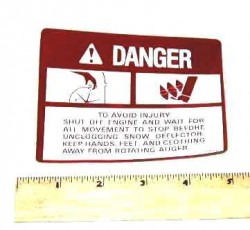 DANGER
TO AVOID INJURY
SHUT OFF ENGINE AND WAIT FOR
ALL MOVEMENT TO STOP BEFORE
UNCLOGGING SNOW DEFLECTOR.
KEEP HANDS, FEET, AND CLOTHING
AWAY FROM ROTATING AUGER
1 2 3 4 5